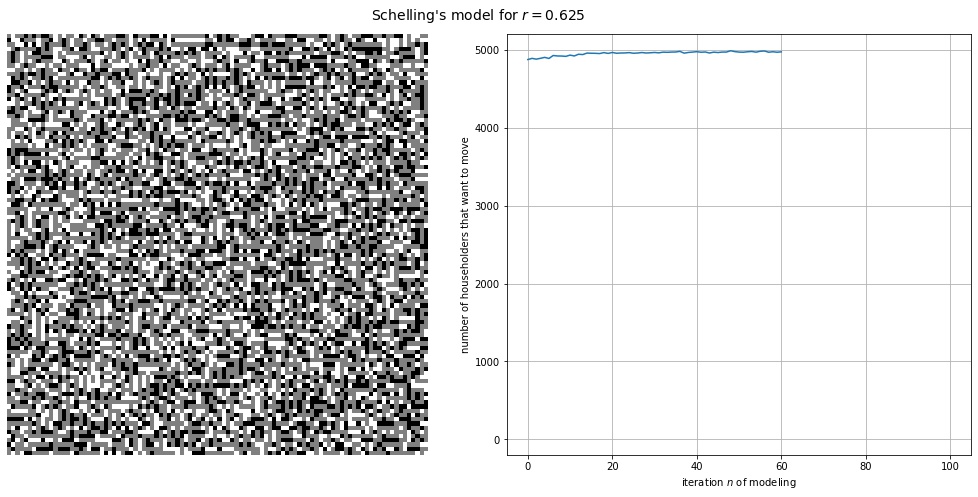 Schelling's model for r = 0.625
number of householders that want to move
5000
4000
3000
2000
1000
0
0 20 40 60 80 100
iteration n of modeling